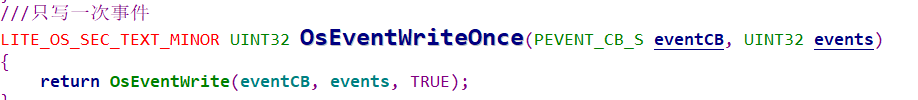 ///只写一次事件
LITE_OS_SEC_TEXT_MINOR UINT32 OsEventWriteOnce(PEVENT_CB_S eventCB, UINT32 events)
{
    return OsEventWrite(eventCB, events, TRUE);
}